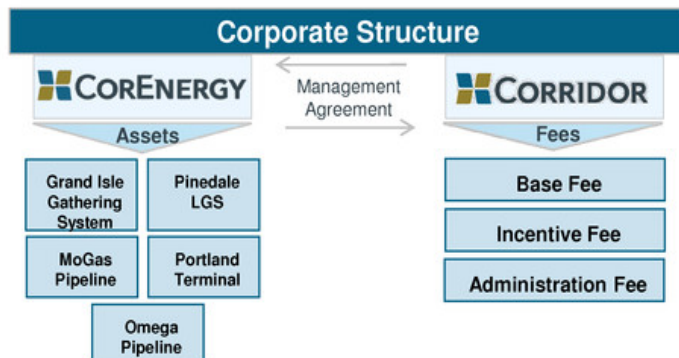 Corporate Structure
CORENERGY
Management
Agreement
CORRIDOR
Assets
Fees
Grand Isle
Gathering
System
Pinedale
LGS
MoGas
Pipeline
Portland
Terminal
Omega
Pipeline
Base Fee
Incentive Fee
Administration Fee